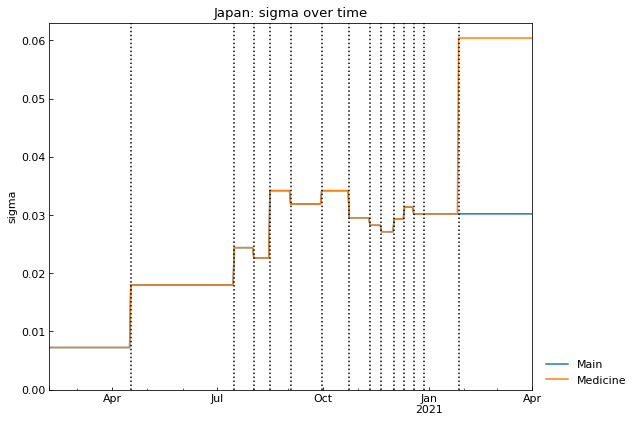 Japan: sigma over time
0.06
0.05
0.04
0.03
0.02
0.01
0.00
sigma
Apr
Jul
Oct
Jan
2021
Apr
Main
Medicine